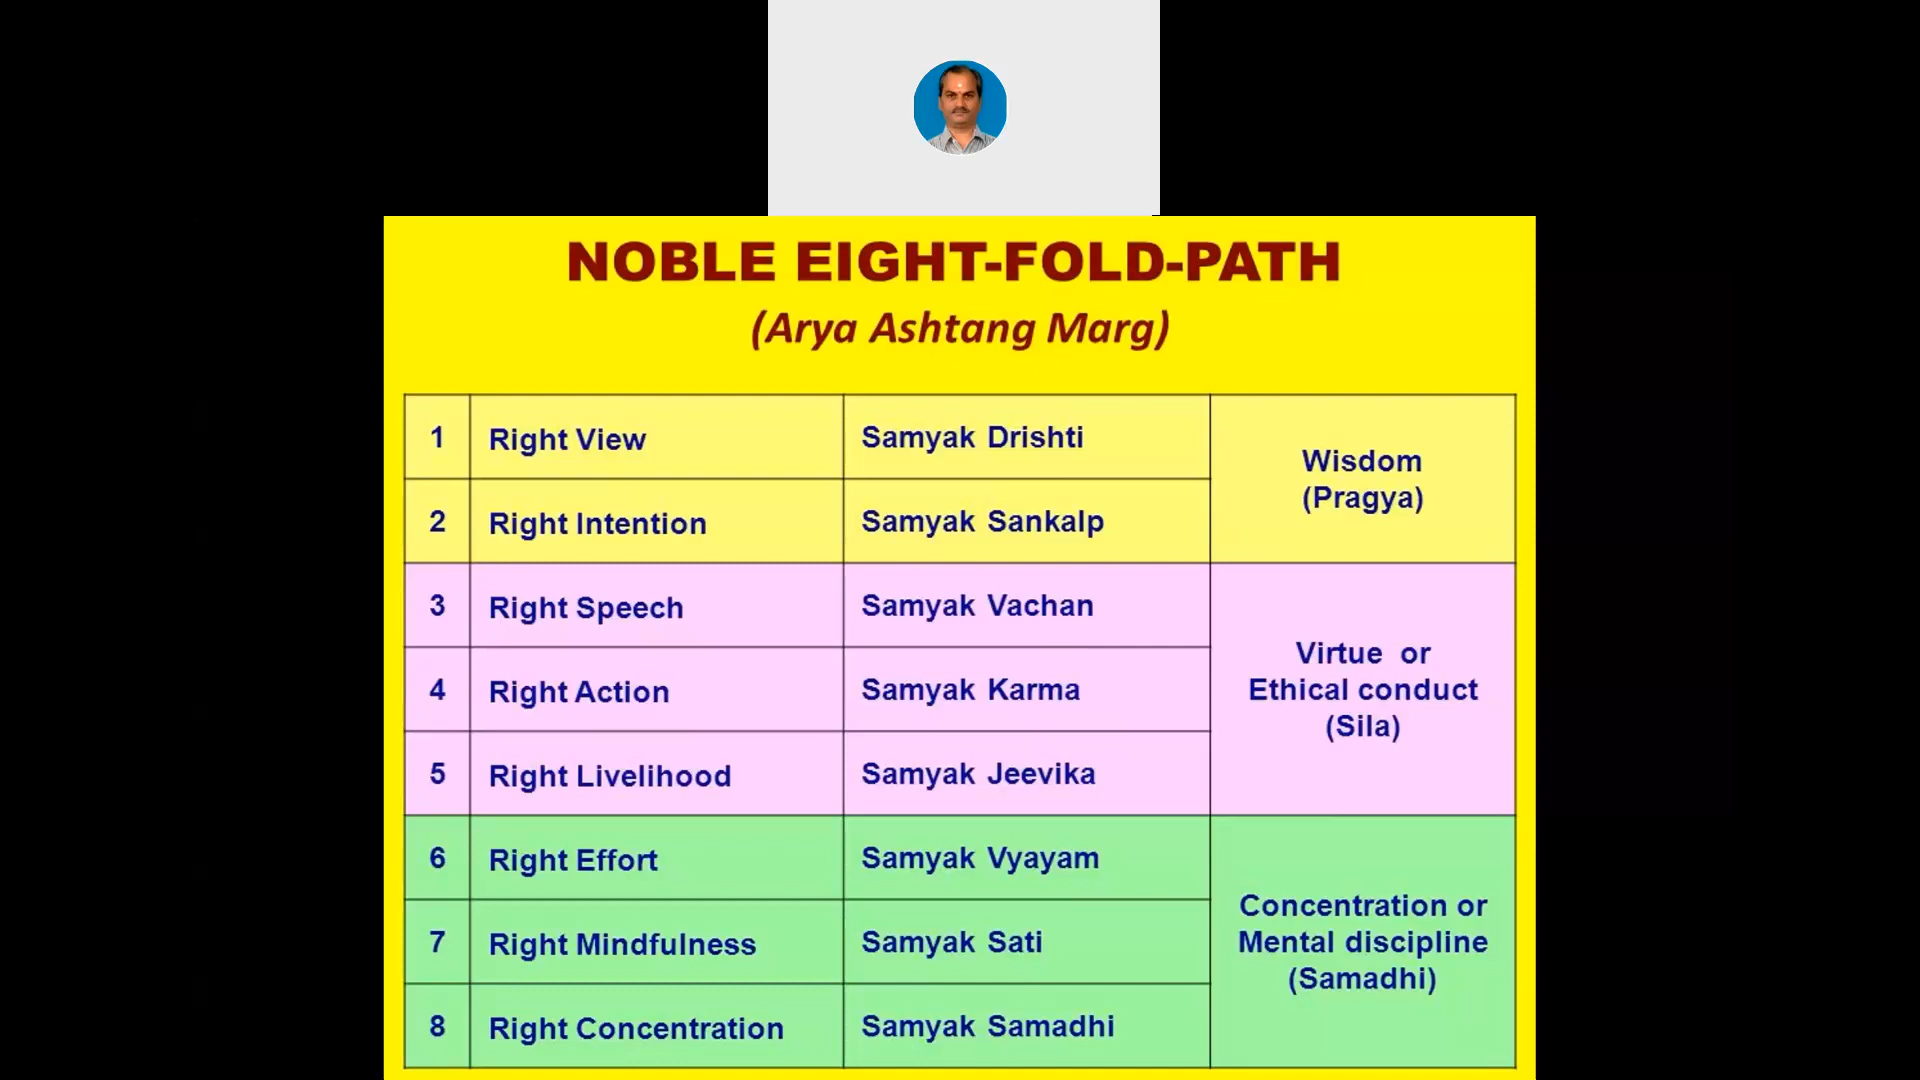 NOBLE EIGHT-FOLD-PATH
(Arya Ashtang Marg)
1 Right View Samyak Drishti
Wisdom
(Pragya)
2 Right Intention Samyak Sankalp
3 Right Speech Samyak Vachan
Virtue or
4 Right Action Samyak Karma
Ethical conduct
(Sila)
5 Right Livelihood Samyak Jeevika
6 Right Effort Samyak Vyayam
Concentration or
7 Right Mindfulness Samyak Sati
Mental discipline
(Samadhi)
8 Right Concentration Samyak Samadhi